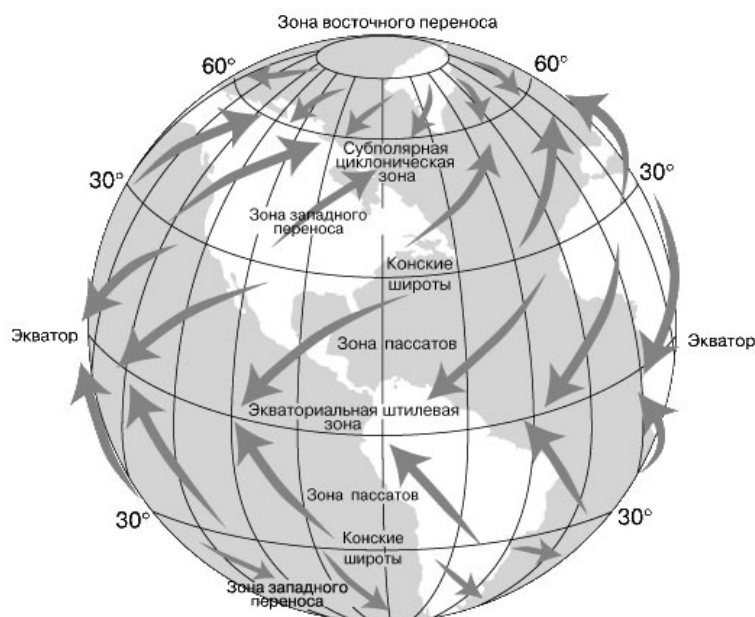 Зона восточного переноса
60°
60°
Субполярная
циклоническая
зона
30°
30°
Зона западного
переноса
Конские
широты
Экватор
Зона пассатов
Экватор
Экваториальная штилевая
зона
Зона пассатов
30°
30°
Конские
широты
Зона западного
переноса